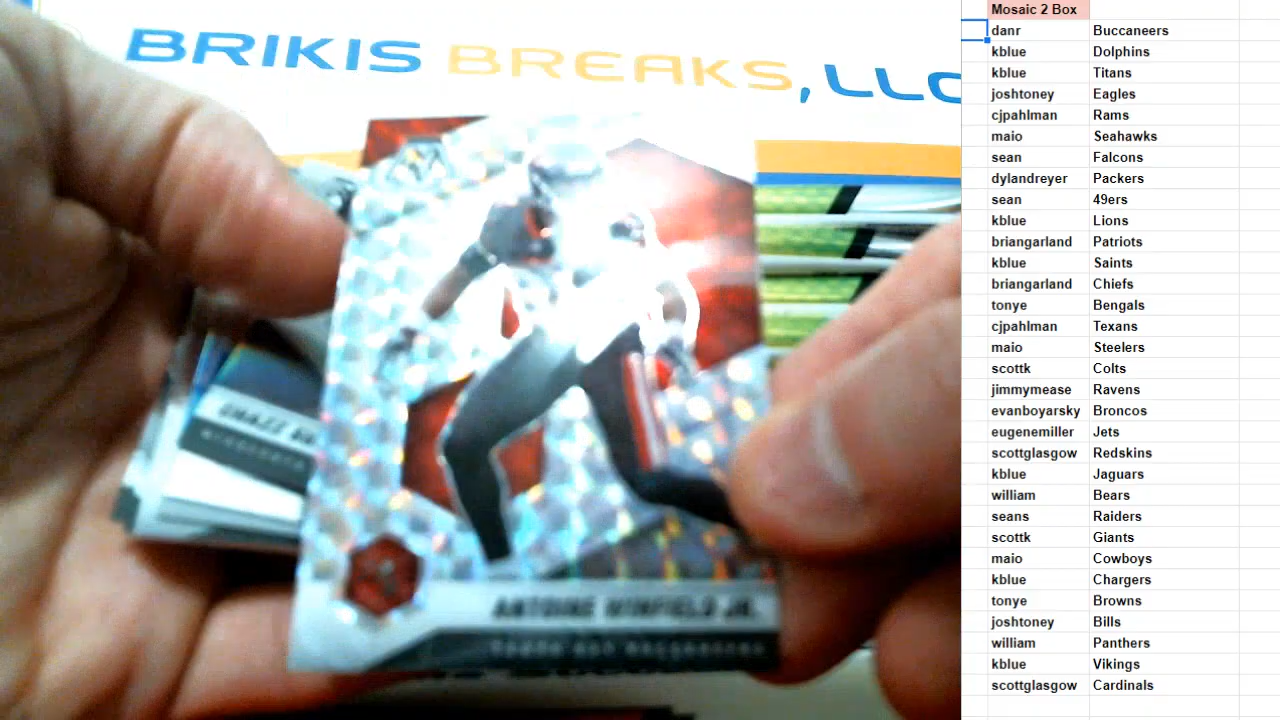 BRIKIS BREAKS, LLC
ANTOINE WINFIELD JR.
Mosaic 2 Box
danr Buccaneers
kblue Dolphins
kblue Titans
joshtoney Eagles
cjpahlman Rams
maio Seahawks
sean Falcons
dylandreyer Packers
sean 49ers
kblue Lions
briangarland Patriots
kblue Saints
briangarland Chiefs
tonye Bengals
cjpahlman Texans
maio Steelers
scottk Colts
jimmymease Ravens
evanboyarsky Broncos
eugenemiller Jets
scottglasgow Redskins
kblue Jaguars
william Bears
seans Raiders
scottk Giants
maio Cowboys
kblue Chargers
tonye Browns
joshtoney Bills
william Panthers
kblue Vikings
scottglasgow Cardinals